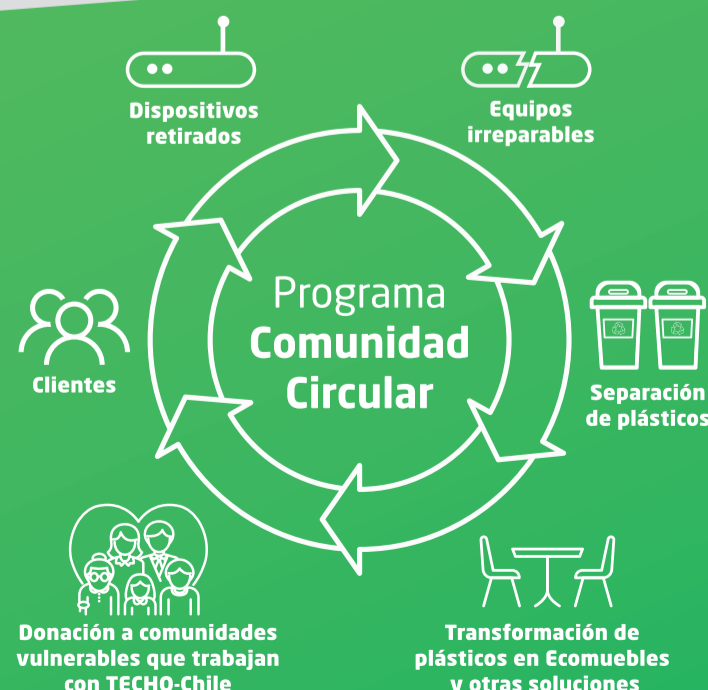 Dispositivos
retirados
Equipos
irreparables
Programa
Comunidad
Circular
Clientes
Separación
de plásticos
Donación a comunidades
vulnerables que trabajan
con TECHO-Chile
Transformación de
plásticos en Ecomuebles
y otras soluciones